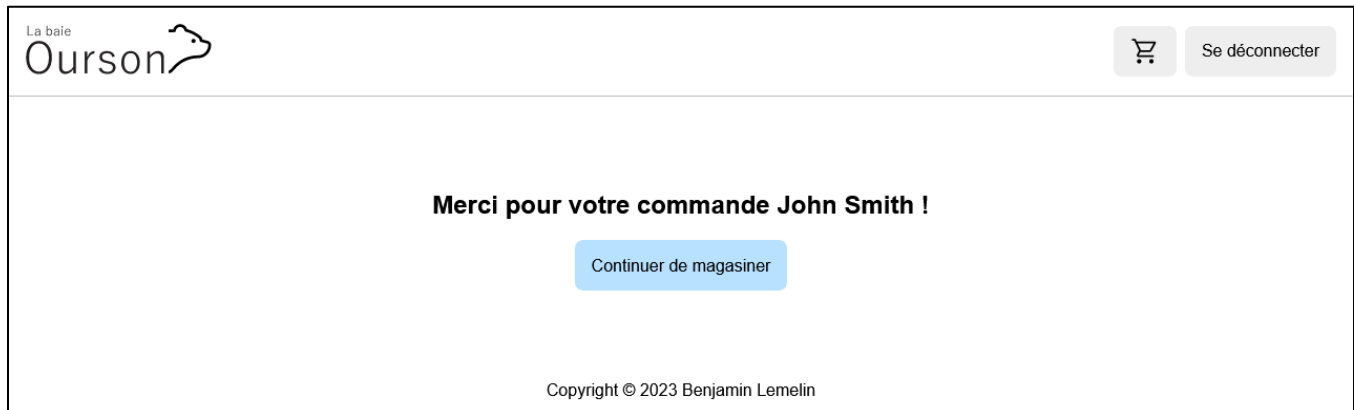 La baie
Ourson
Se déconnecter
Merci pour votre commande John Smith !
Continuer de magasiner
Copyright © 2023 Benjamin Lemelin